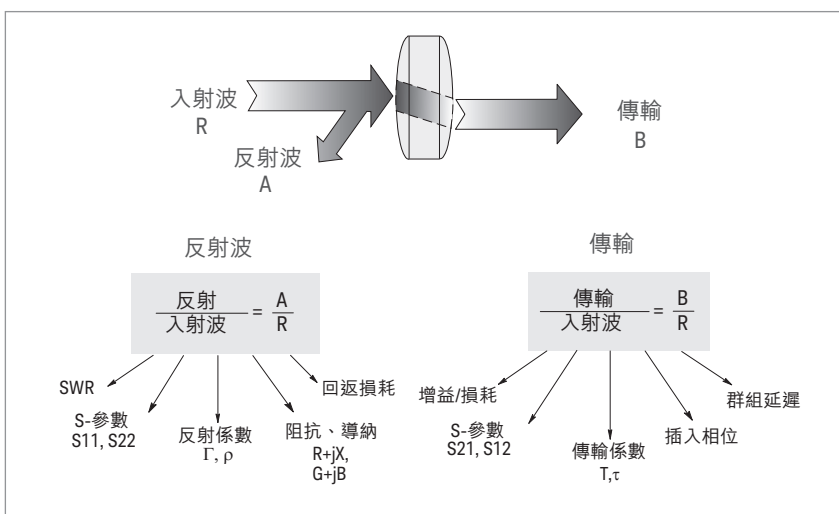 入射波
R
反射波
A
傳輸
B
反射波
反射
入射波
=
A
R
SWR
S-參數
S11, S22
反射係數
Γ, ρ
阻抗、導納
R+jX,
G+jB
回返損耗
傳輸
傳輸
入射波
=
B
R
增益/損耗
S-參數
S21, S12
傳輸係數
T,τ
插入相位
群組延遲